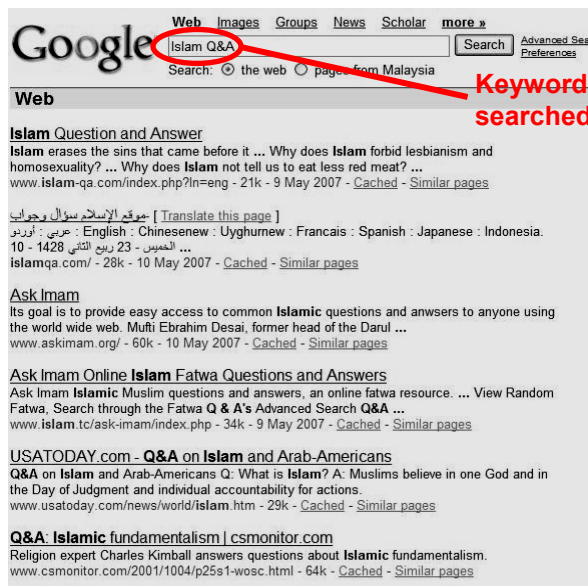 Web Images Groups News Scholar more »
Google
Islam Q&A Search Advanced Sea
Preferences
Search: the web pages from Malaysia
Keyword
searched
Web
Islam Question and Answer
Islam erases the sins that came before it ... Why does Islam forbid lesbianism and
homosexuality? ... Why does Islam not tell us to eat less red meat? ...
www.islam-qa.com/index.php?ln=eng - 21k - 9 May 2007 - Cached - Similar pages
موقع الإسلام سؤال وجواب- [ Translate this page ]
عربي : أوردو : English : Chinesenew : Uyghurnew : Francais : Spanish : Japanese : Indonesia.
الخميس - 23 ربيع الثاني 1428 - 10 ...
islamqa.com/ - 28k - 10 May 2007 - Cached - Similar pages
Ask Imam
Its goal is to provide easy access to common Islamic questions and anwsers to anyone using
the world wide web. Mufti Ebrahim Desai, former head of the Darul ...
www.askimam.org/ - 60k - 10 May 2007 - Cached - Similar pages
Ask Imam Online Islam Fatwa Questions and Answers
Ask Imam Islamic Muslim questions and answers, an online fatwa resource. ... View Random
Fatwa, Search through the Fatwa Q & A's Advanced Search Q&A ...
www.islam.tc/ask-imam/index.php - 34k - 9 May 2007 - Cached - Similar pages
USATODAY.com - Q&A on Islam and Arab-Americans
Q&A on Islam and Arab-Americans Q: What is Islam? A: Muslims believe in one God and in
the Day of Judgment and individual accountability for actions.
www.usatoday.com/news/world/islam.htm - 29k - Cached - Similar pages
Q&A: Islamic fundamentalism | csmonitor.com
Religion expert Charles Kimball answers questions about Islamic fundamentalism.
www.csmonitor.com/2001/1004/p25s1-wosc.html - 64k - Cached - Similar pages